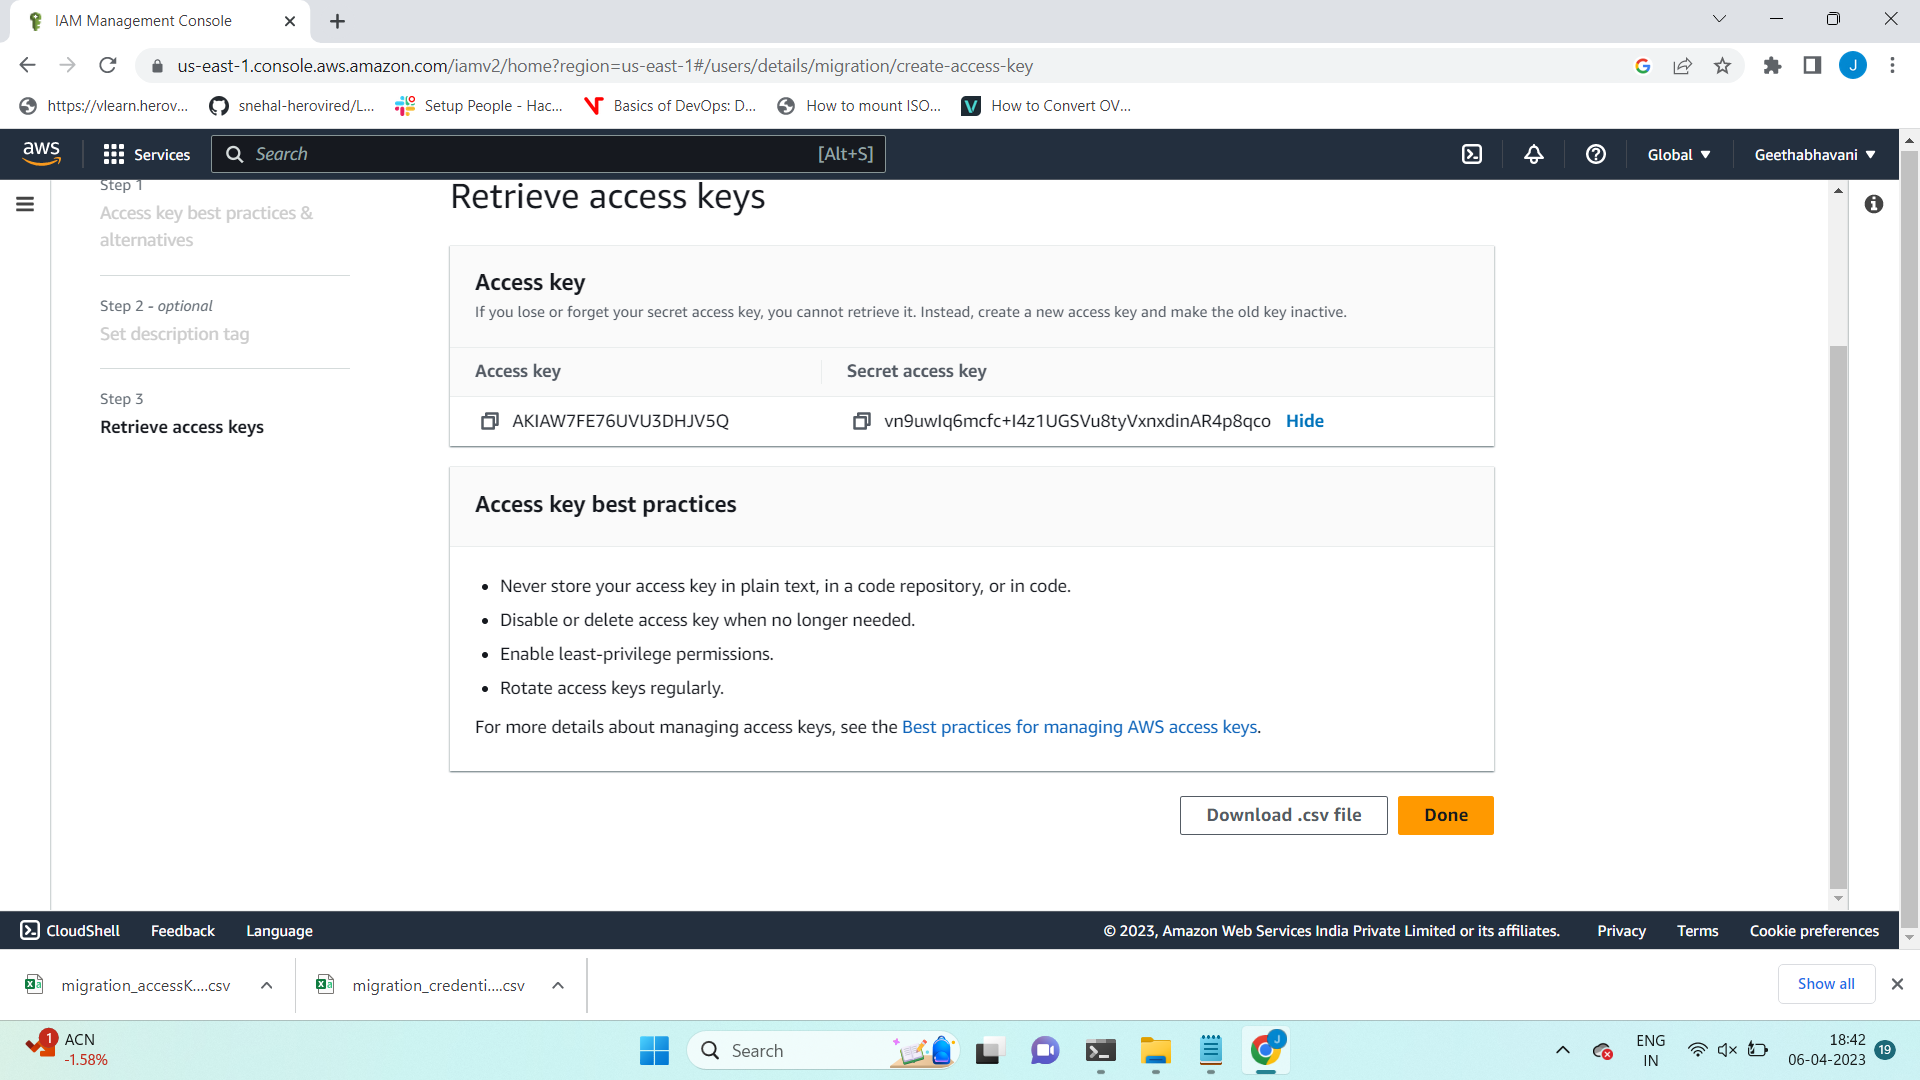 IAM Management Console
us-east-1.console.aws.amazon.com/iamv2/home?region=us-east-1#/users/details/migration/create-access-key
J
https://vlearn.herov...
snehal-herovired/L...
Setup People - Hac...
Basics of DevOps: D...
How to mount ISO...
How to Convert OV...
aws
Services
Search
[Alt+S]
Global
Geethabhavani
Step 1
Access key best practices &
alternatives
Step 2 - optional
Set description tag
Step 3
Retrieve access keys
Retrieve access keys
Access key
If you lose or forget your secret access key, you cannot retrieve it. Instead, create a new access key and make the old key inactive.
Access key
Secret access key
AKIAW7FE76UVU3DHJV5Q
vn9uwIq6mcfc+I4z1UGSVu8tyVxnxdinAR4p8qco
Hide
Access key best practices
• Never store your access key in plain text, in a code repository, or in code.
• Disable or delete access key when no longer needed.
• Enable least-privilege permissions.
• Rotate access keys regularly.
For more details about managing access keys, see the Best practices for managing AWS access keys.
Download .csv file
Done
CloudShell
Feedback
Language
© 2023, Amazon Web Services India Private Limited or its affiliates.
Privacy
Terms
Cookie preferences
migration_accessK....csv
migration_credenti....csv
Show all
1
ACN
-1.58%
Search
J
ENG
IN
18:42
06-04-2023
19